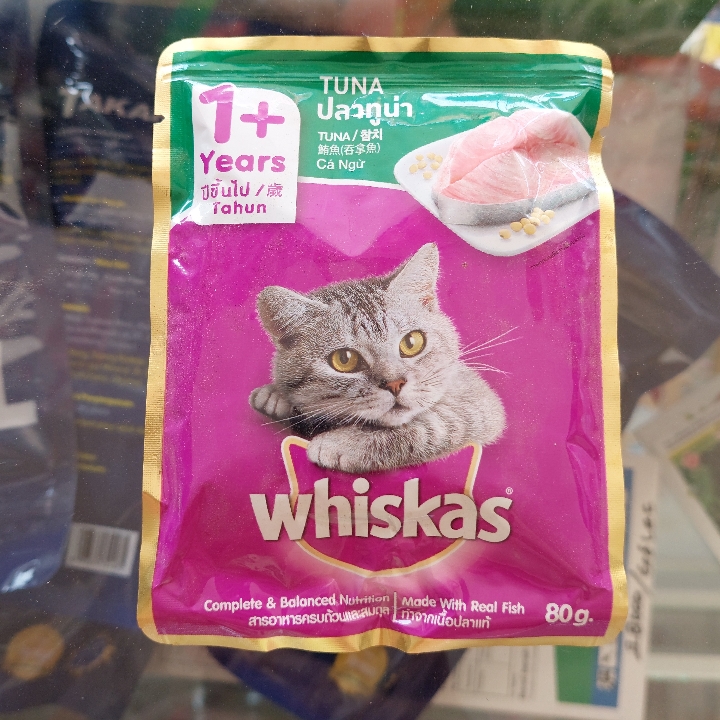 1+
Years
ปีขึ้นไป / 歲
Tahun
TUNA
ปลาทูน่า
TUNA / 참치
鮪魚(吞拿魚)
Cá Ngừ
whiskas®
Complete & Balanced Nutrition
สารอาหารครบถ้วนและสมดุล
Made With Real Fish
ทำจากเนื้อปลาแท้
80g.